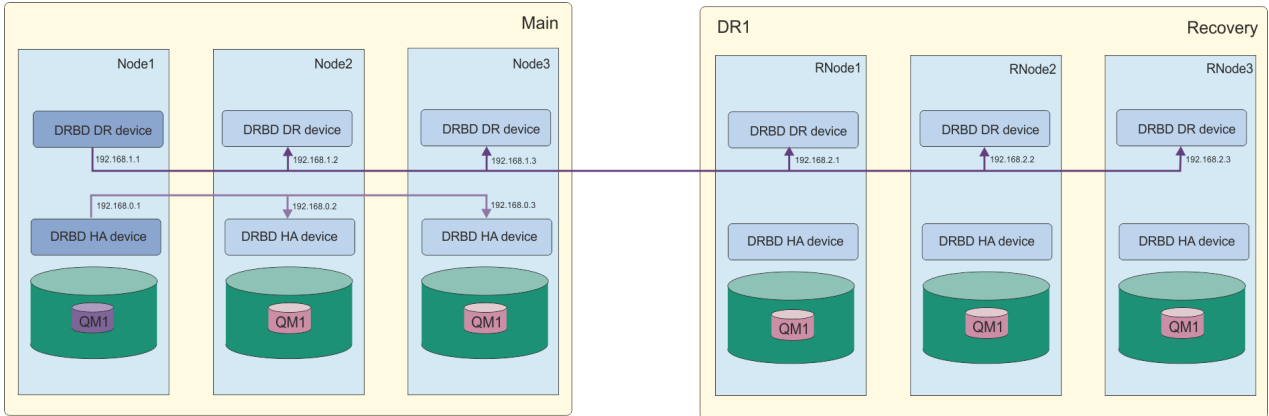 Main
Node1
Node2
Node3
DRBD DR device
DRBD DR device
DRBD DR device
192.168.1.1
192.168.1.2
192.168.1.3
192.168.0.1
192.168.0.2
192.168.0.3
DRBD HA device
DRBD HA device
DRBD HA device
QM1
QM1
QM1
DR1
Recovery
RNode1
RNode2
RNode3
DRBD DR device
DRBD DR device
DRBD DR device
192.168.2.1
192.168.2.2
192.168.2.3
DRBD HA device
DRBD HA device
DRBD HA device
QM1
QM1
QM1